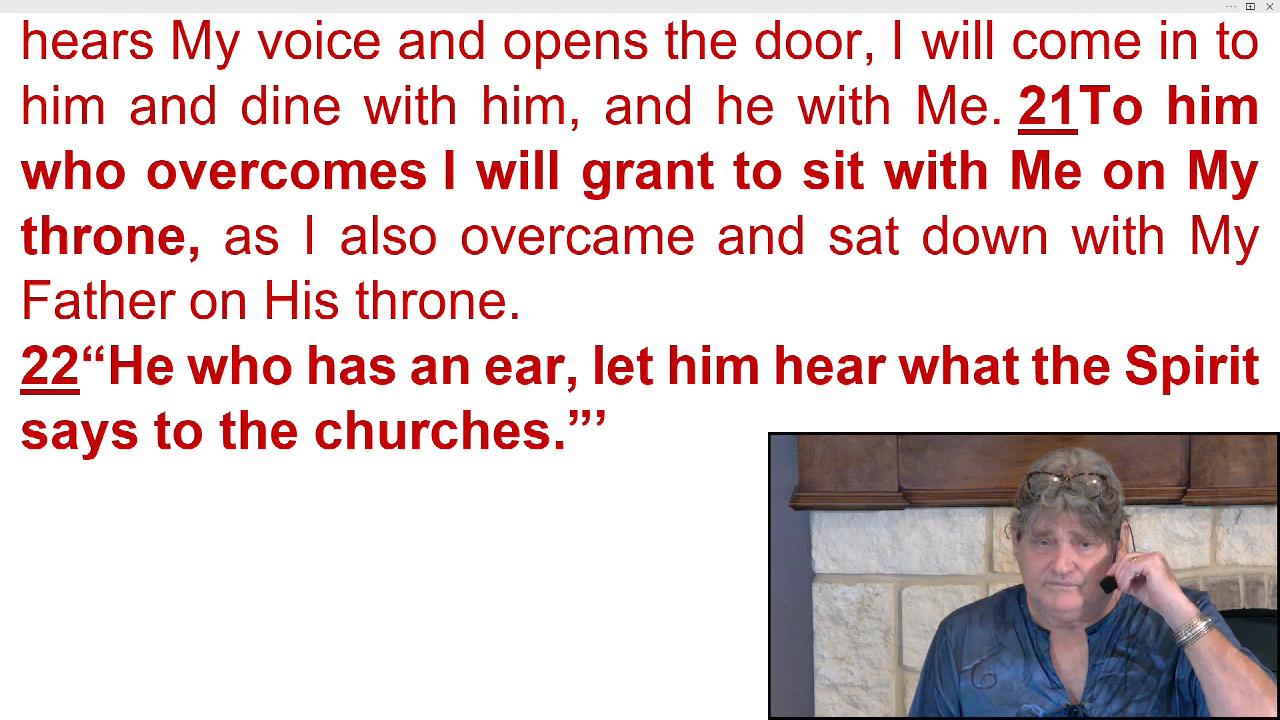 hears My voice and opens the door, I will come in to
him and dine with him, and he with Me. 21To him
who overcomes I will grant to sit with Me on My
throne, as I also overcame and sat down with My
Father on His throne.
22“He who has an ear, let him hear what the Spirit
says to the churches.”’